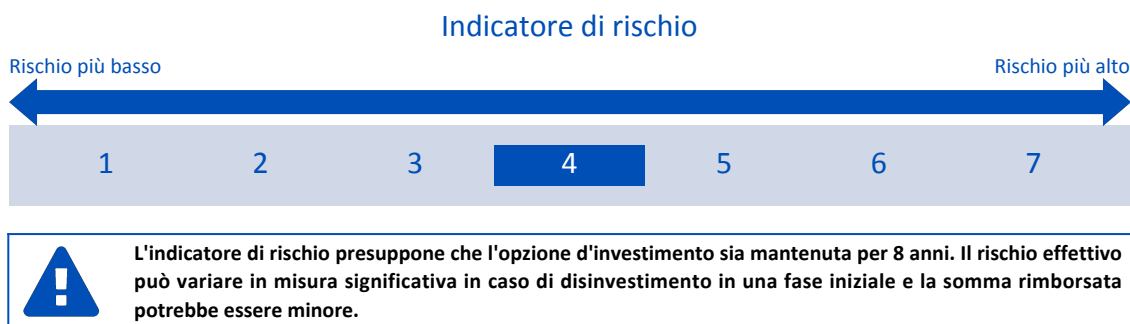 Indicatore di rischio
Rischio più basso Rischio più alto
1 2 3 4 5 6 7
L'indicatore di rischio presuppone che l'opzione d'investimento sia mantenuta per 8 anni. Il rischio effettivo
può variare in misura significativa in caso di disinvestimento in una fase iniziale e la somma rimborsata
potrebbe essere minore.